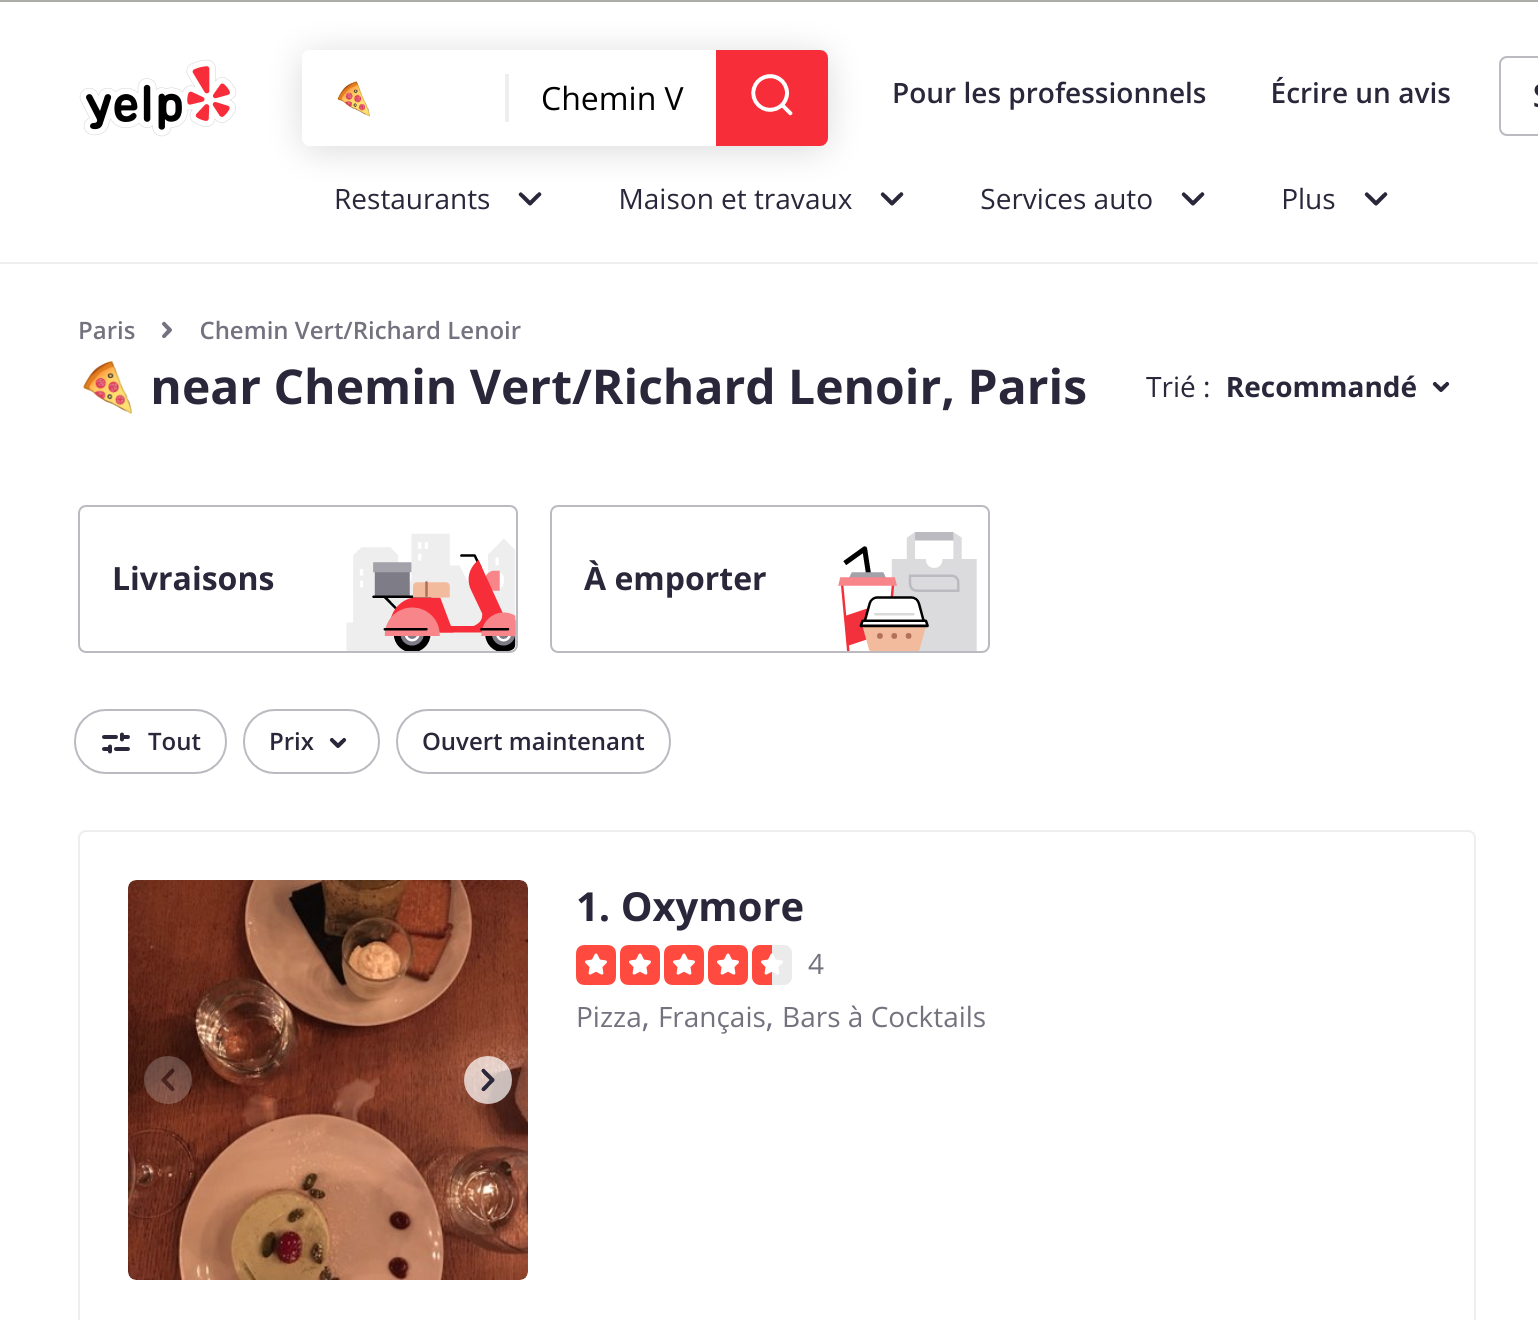 yelp
🍕 Chemin V
Pour les professionnels
Écrire un avis
Restaurants
Maison et travaux
Services auto
Plus
Paris > Chemin Vert/Richard Lenoir
🍕 near Chemin Vert/Richard Lenoir, Paris
Trié : Recommandé
Livraisons
À emporter
Tout
Prix
Ouvert maintenant
1. Oxymore
4
Pizza, Français, Bars à Cocktails